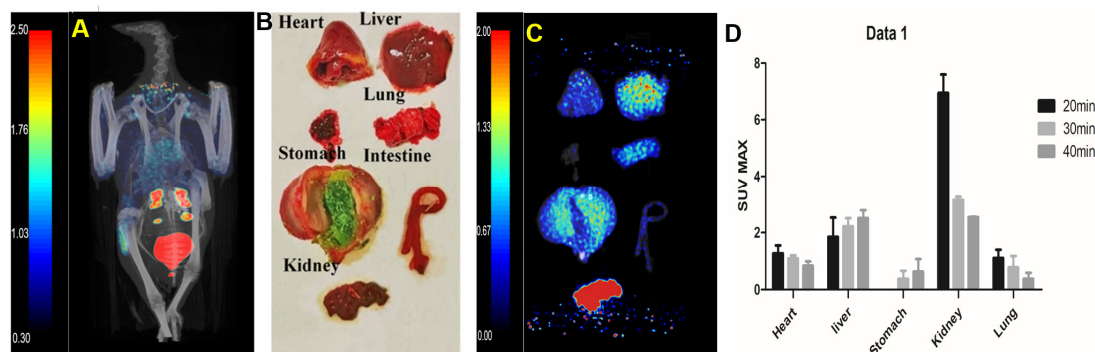 2.50
1.76
1.03
0.30
A
B
Heart
Liver
Lung
Stomach
Intestine
Kidney
2.00
1.33
0.67
0.00
C
D
Data 1
SUV MAX
8
6
4
2
0
Heart
liver
Stomach
Kidney
Lung
20min
30min
40min